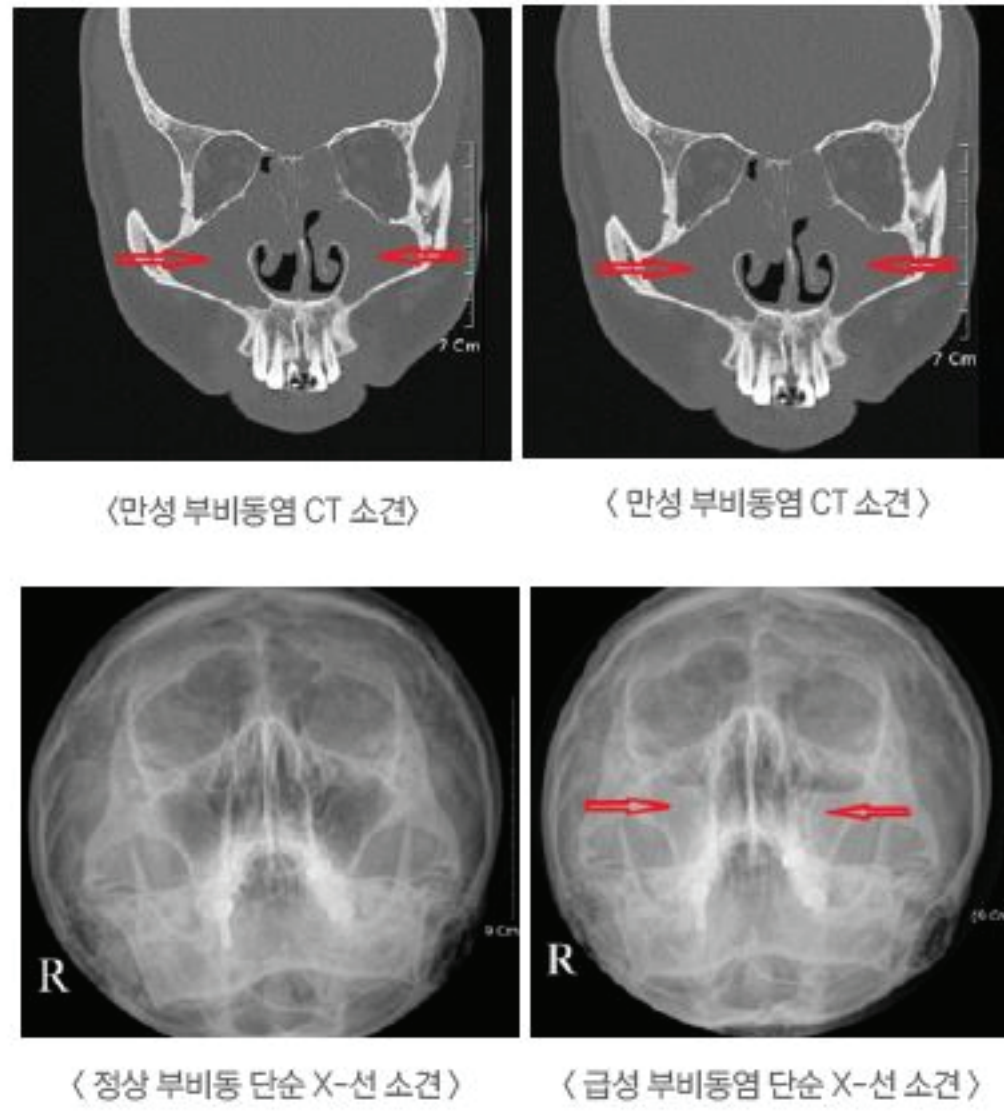 7 Cm
7 Cm
〈만성 부비동염 CT 소견〉
〈 만성 부비동염 CT 소견 〉
9 Cm
R
R
〈 정상 부비동 단순 X-선 소견 〉
〈 급성 부비동염 단순 X-선 소견 〉